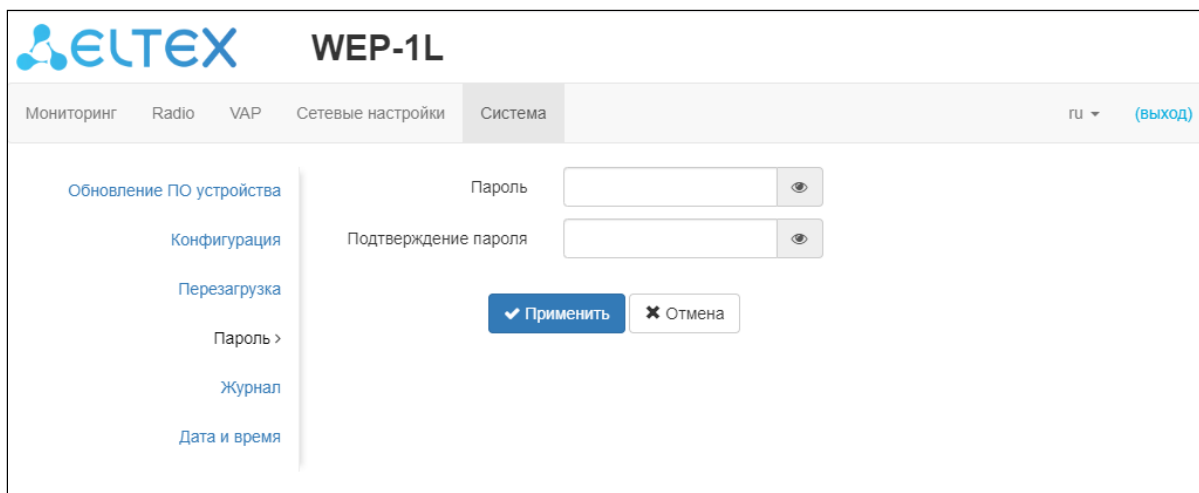 ELTEX WEP-1L
Мониторинг Radio VAP Сетевые настройки Система ru (выход)
Обновление ПО устройства
Конфигурация
Перезагрузка
Пароль >
Журнал
Дата и время
Пароль
Подтверждение пароля
Применить Отмена